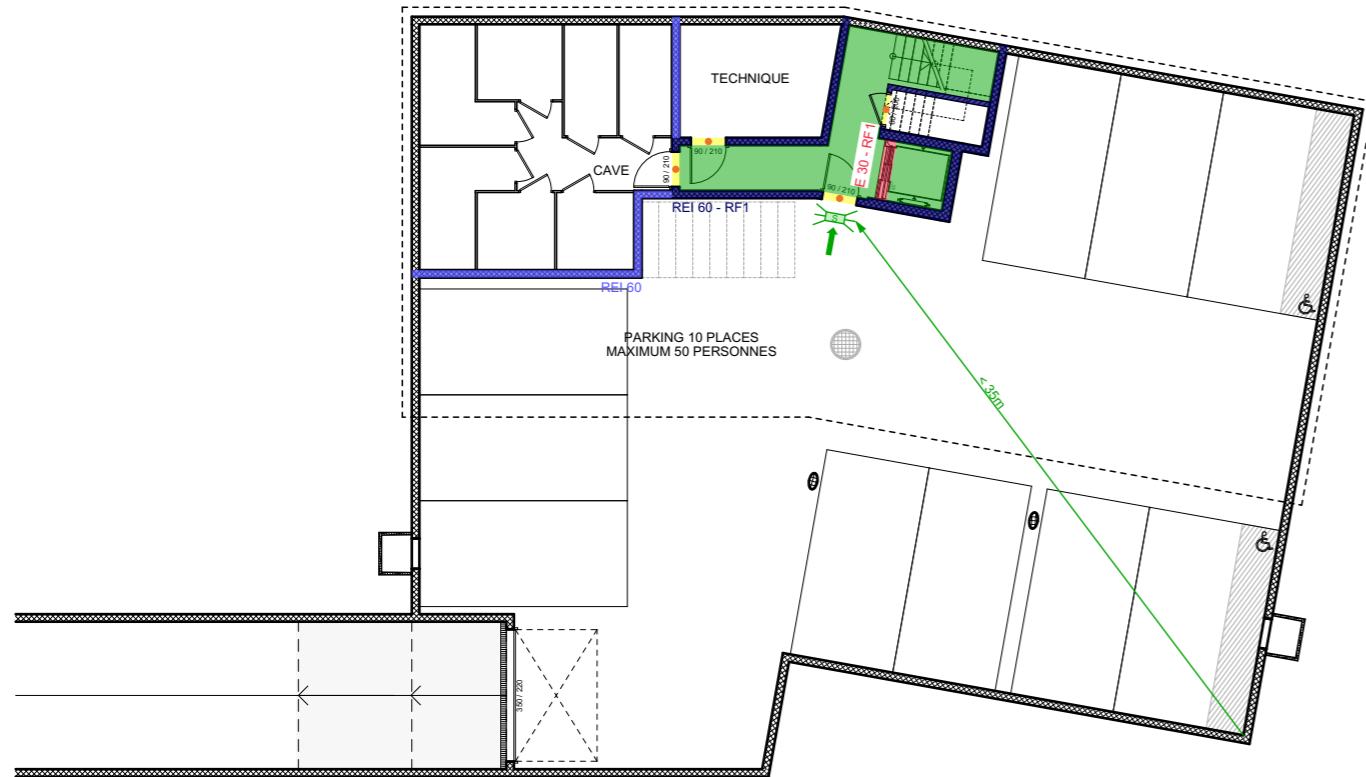 TECHNIQUE
90 / 210
CAVE
90 / 210
90 / 210
E 30 - RF1
REI 60 - RF1
S
REI 60
PARKING 10 PLACES
MAXIMUM 50 PERSONNES
< 35m
350 / 220